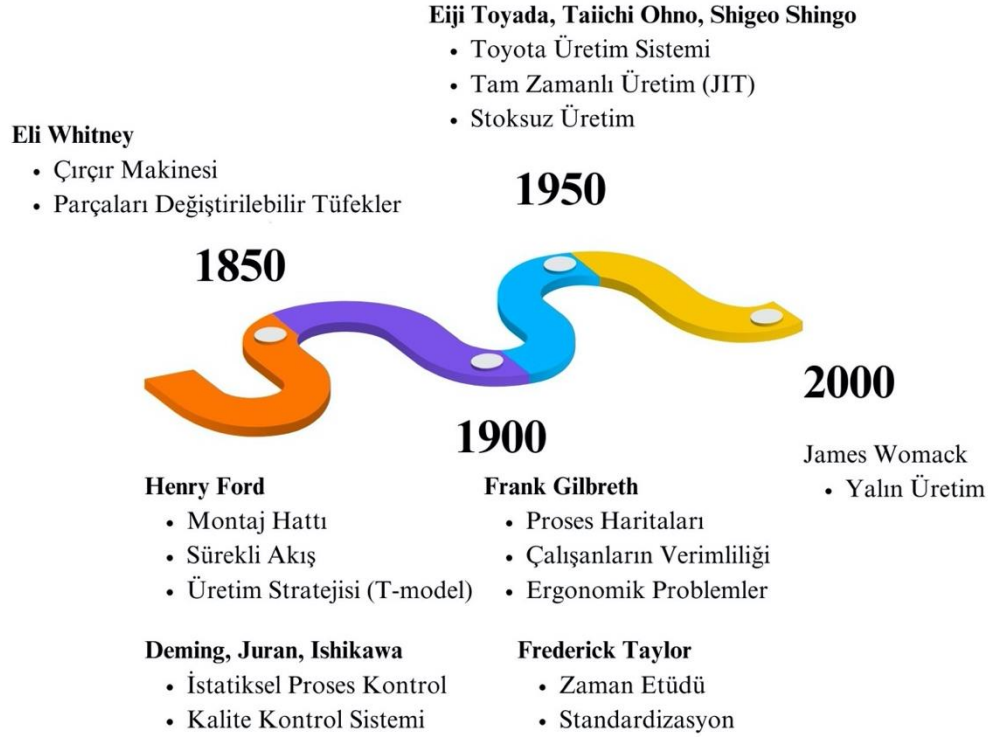 Eiji Toyada, Taiichi Ohno, Shigeo Shingo
• Toyota Üretim Sistemi
• Tam Zamanlı Üretim (JIT)
• Stoksuz Üretim
1950
Eli Whitney
• Çırçır Makinesi
• Parçaları Değiştirilebilir Tüfekler
1850
2000
James Womack
• Yalın Üretim
1900
Henry Ford
• Montaj Hattı
• Sürekli Akış
• Üretim Stratejisi (T-model)
Frank Gilbreth
• Proses Haritaları
• Çalışanların Verimliliği
• Ergonomik Problemler
Deming, Juran, Ishikawa
• İstatiksel Proses Kontrol
• Kalite Kontrol Sistemi
Frederick Taylor
• Zaman Etüdü
• Standardizasyon